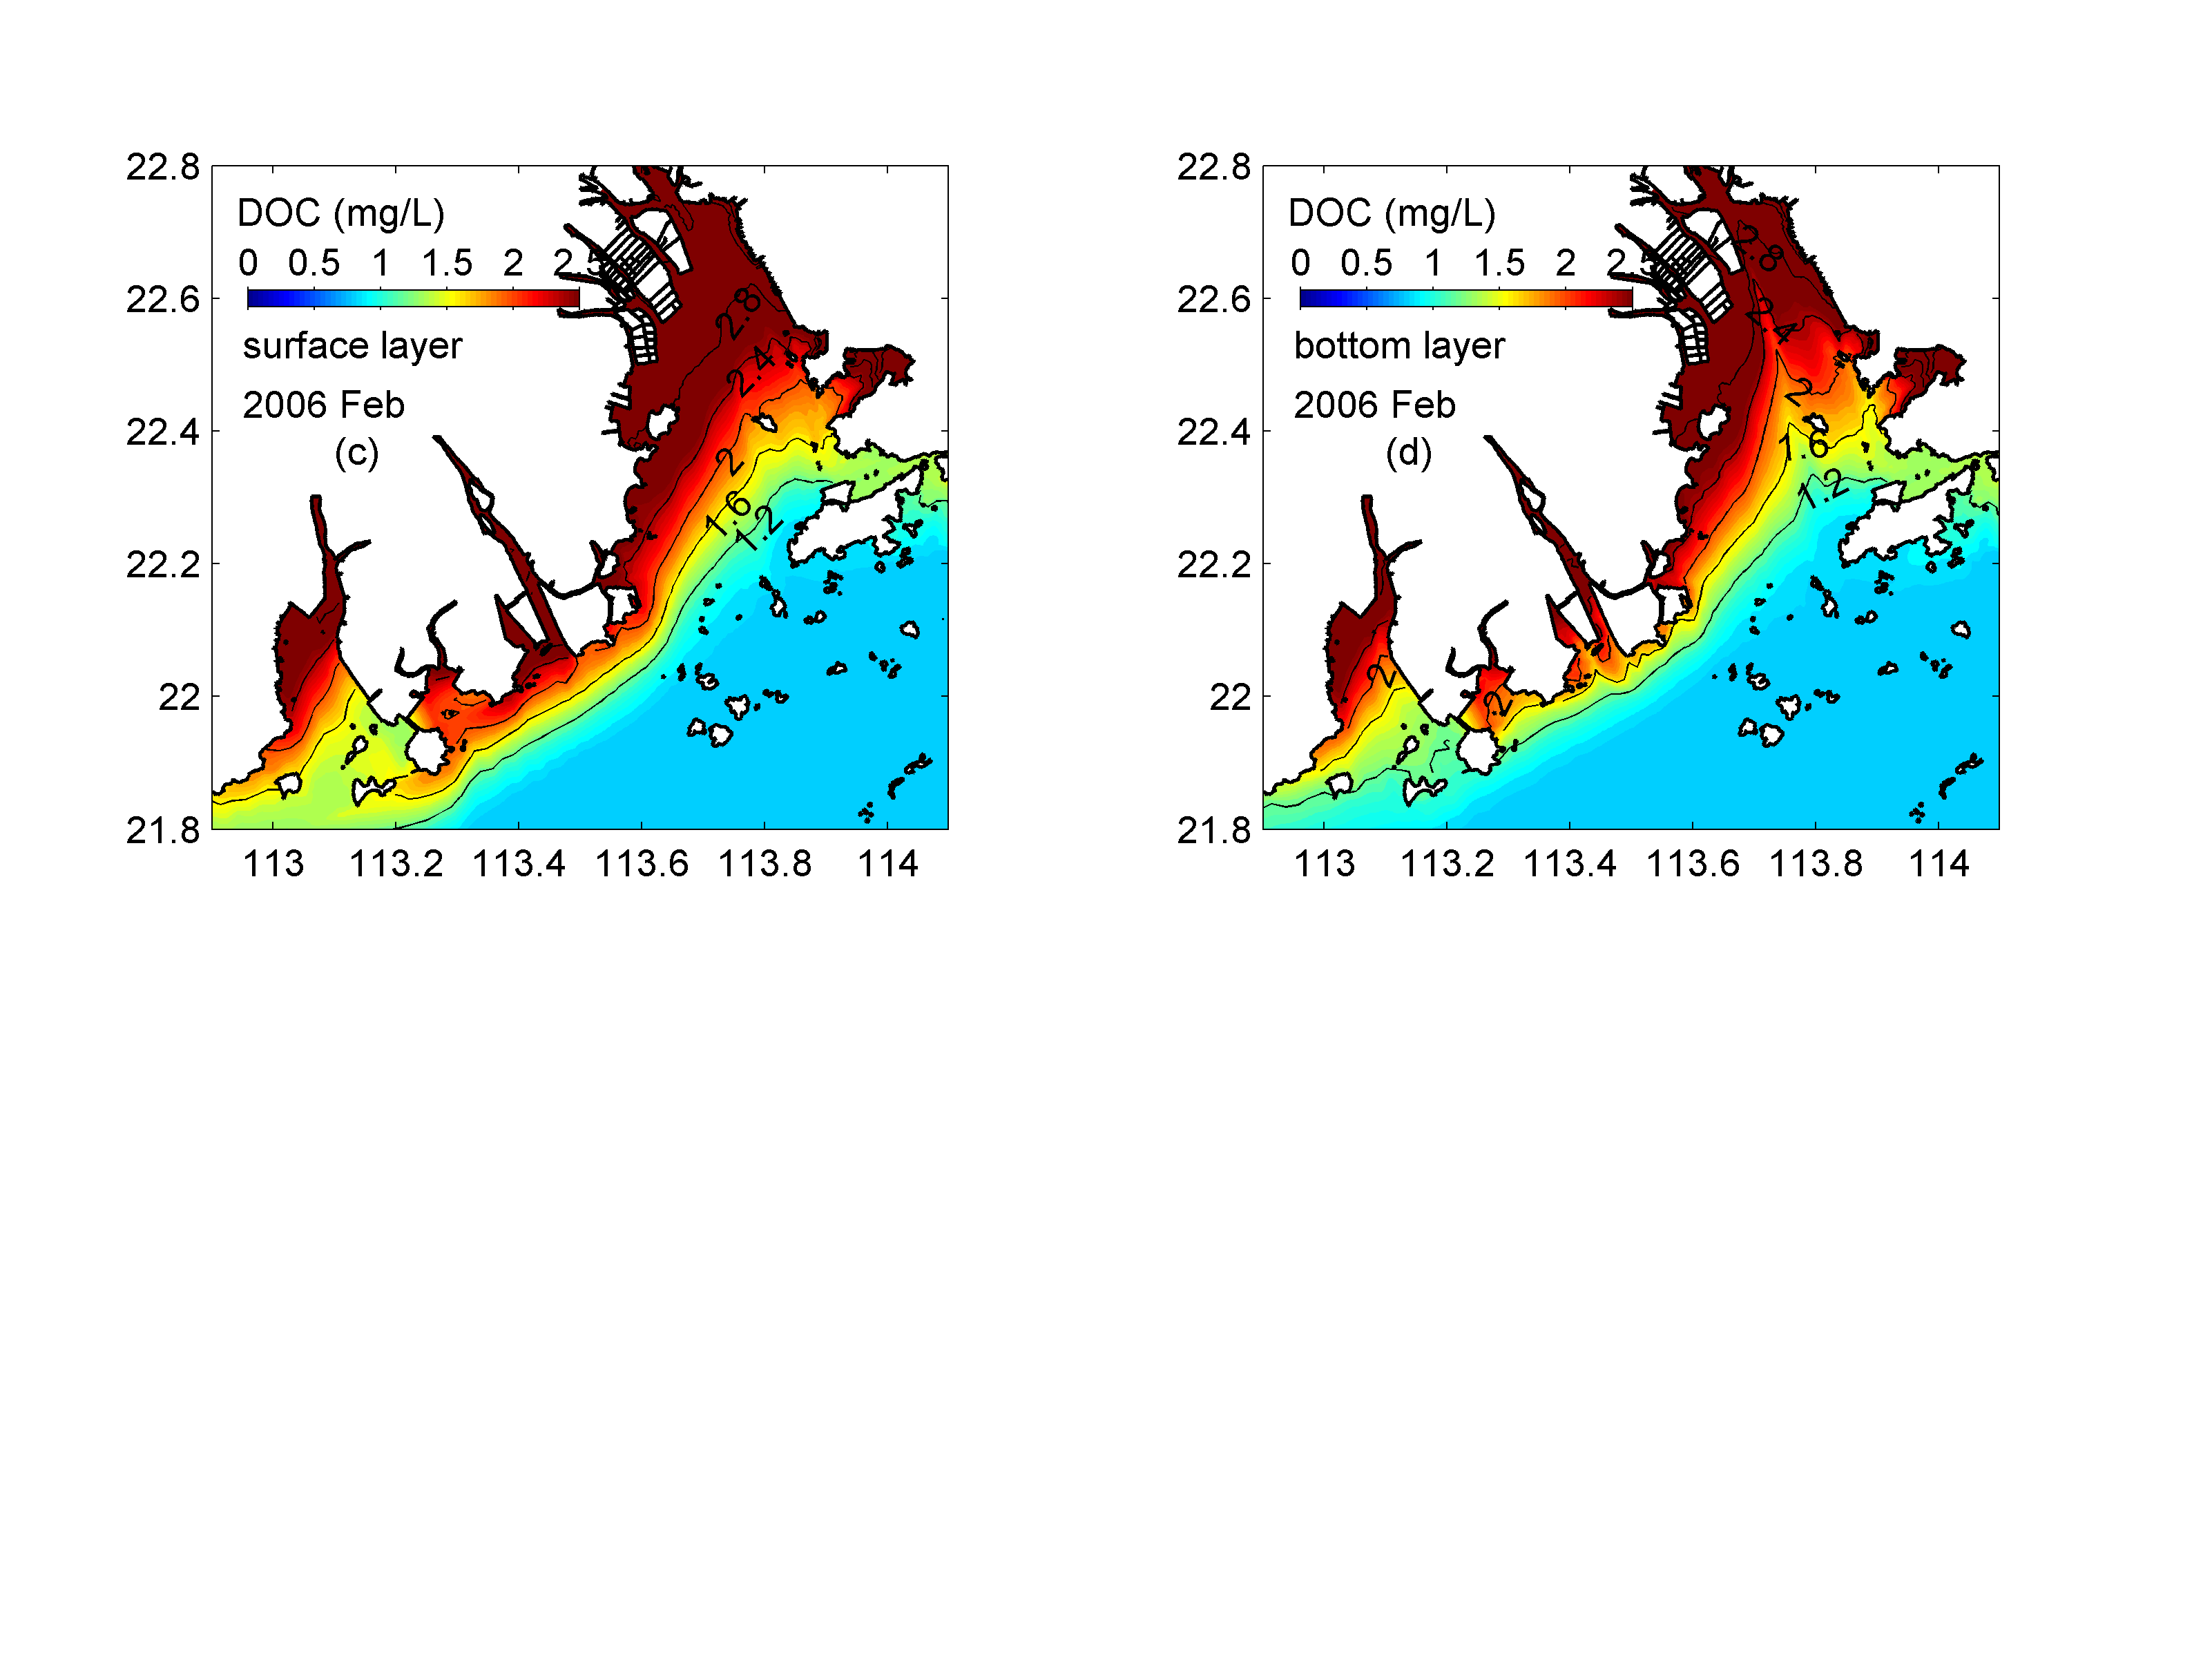 22.8
22.6
22.4
22.2
22
21.8
DOC (mg/L)
0 0.5 1 1.5 2 2.5
surface layer
2006 Feb
(c)
2.8
2.4
2
1.6
1.2
113 113.2 113.4 113.6 113.8 114
22.8
22.6
22.4
22.2
22
21.8
DOC (mg/L)
0 0.5 1 1.5 2 2.5
bottom layer
2006 Feb
(d)
2.8
2.4
2
1.6
1.2
2
2
113 113.2 113.4 113.6 113.8 114